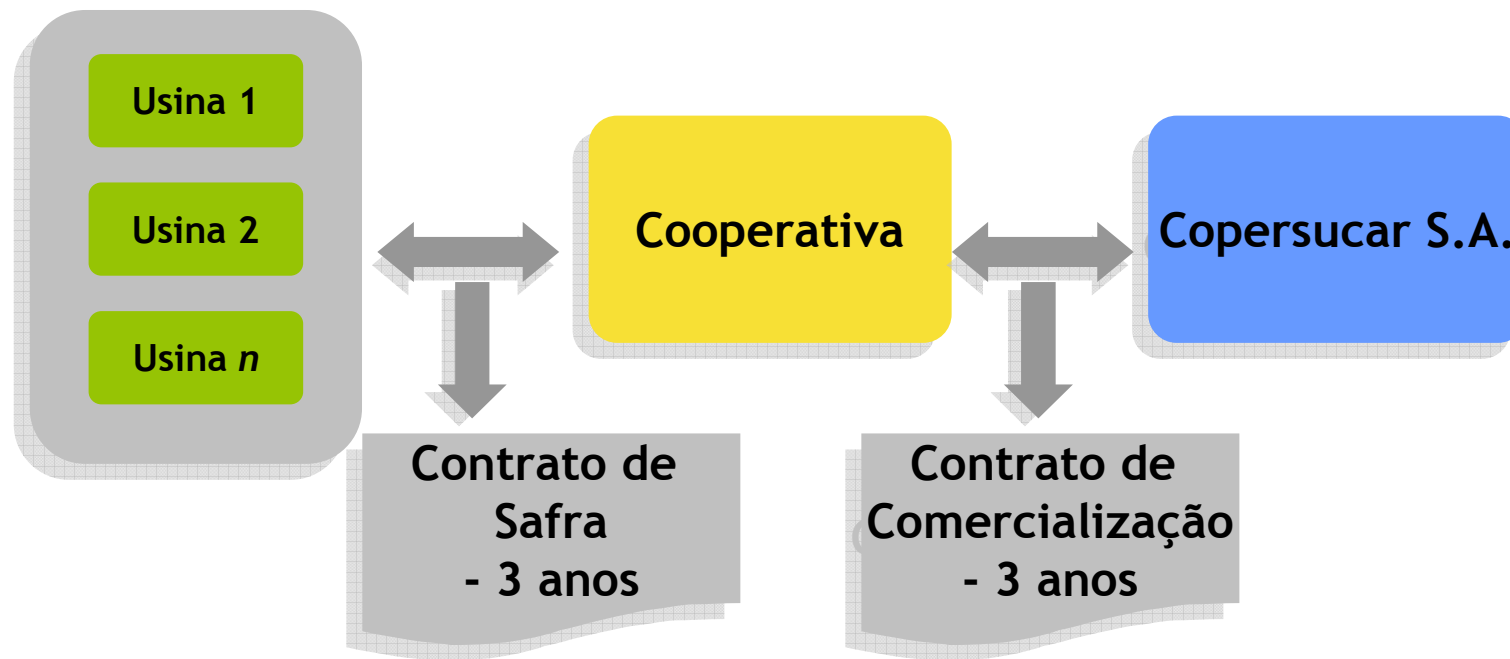 Usina 1
Usina 2
Usina n
Cooperativa
Copersucar S.A.
Contrato de
Safra
- 3 anos
Contrato de
Comercialização
- 3 anos